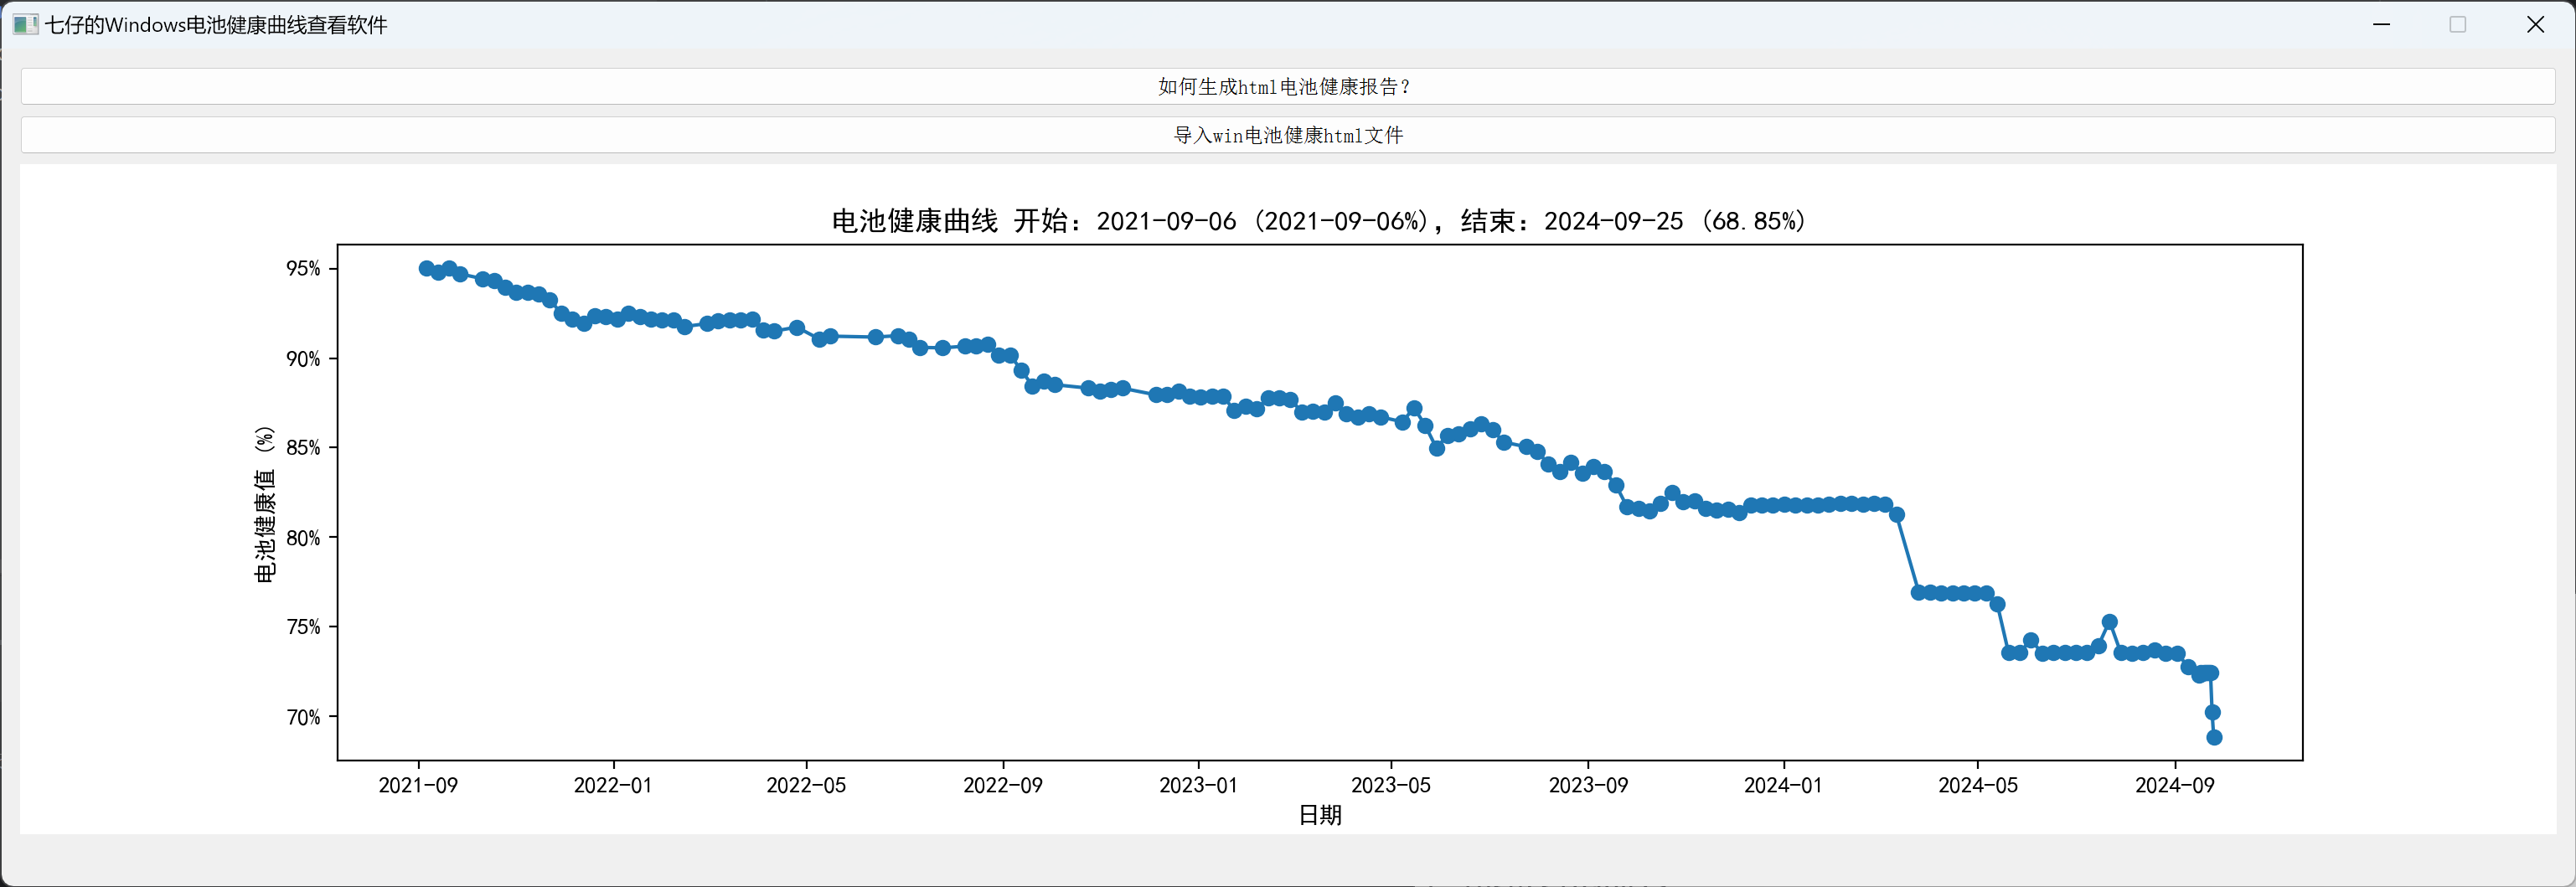 七仔的Windows电池健康曲线查看软件
如何生成html电池健康报告？
导入win电池健康html文件
电池健康曲线 开始：2021-09-06 (2021-09-06%)，结束：2024-09-25 (68.85%)
95%
90%
85%
80%
75%
70%
电池健康值 (%)
2021-09 2022-01 2022-05 2022-09 2023-01 2023-05 2023-09 2024-01 2024-05 2024-09
日期